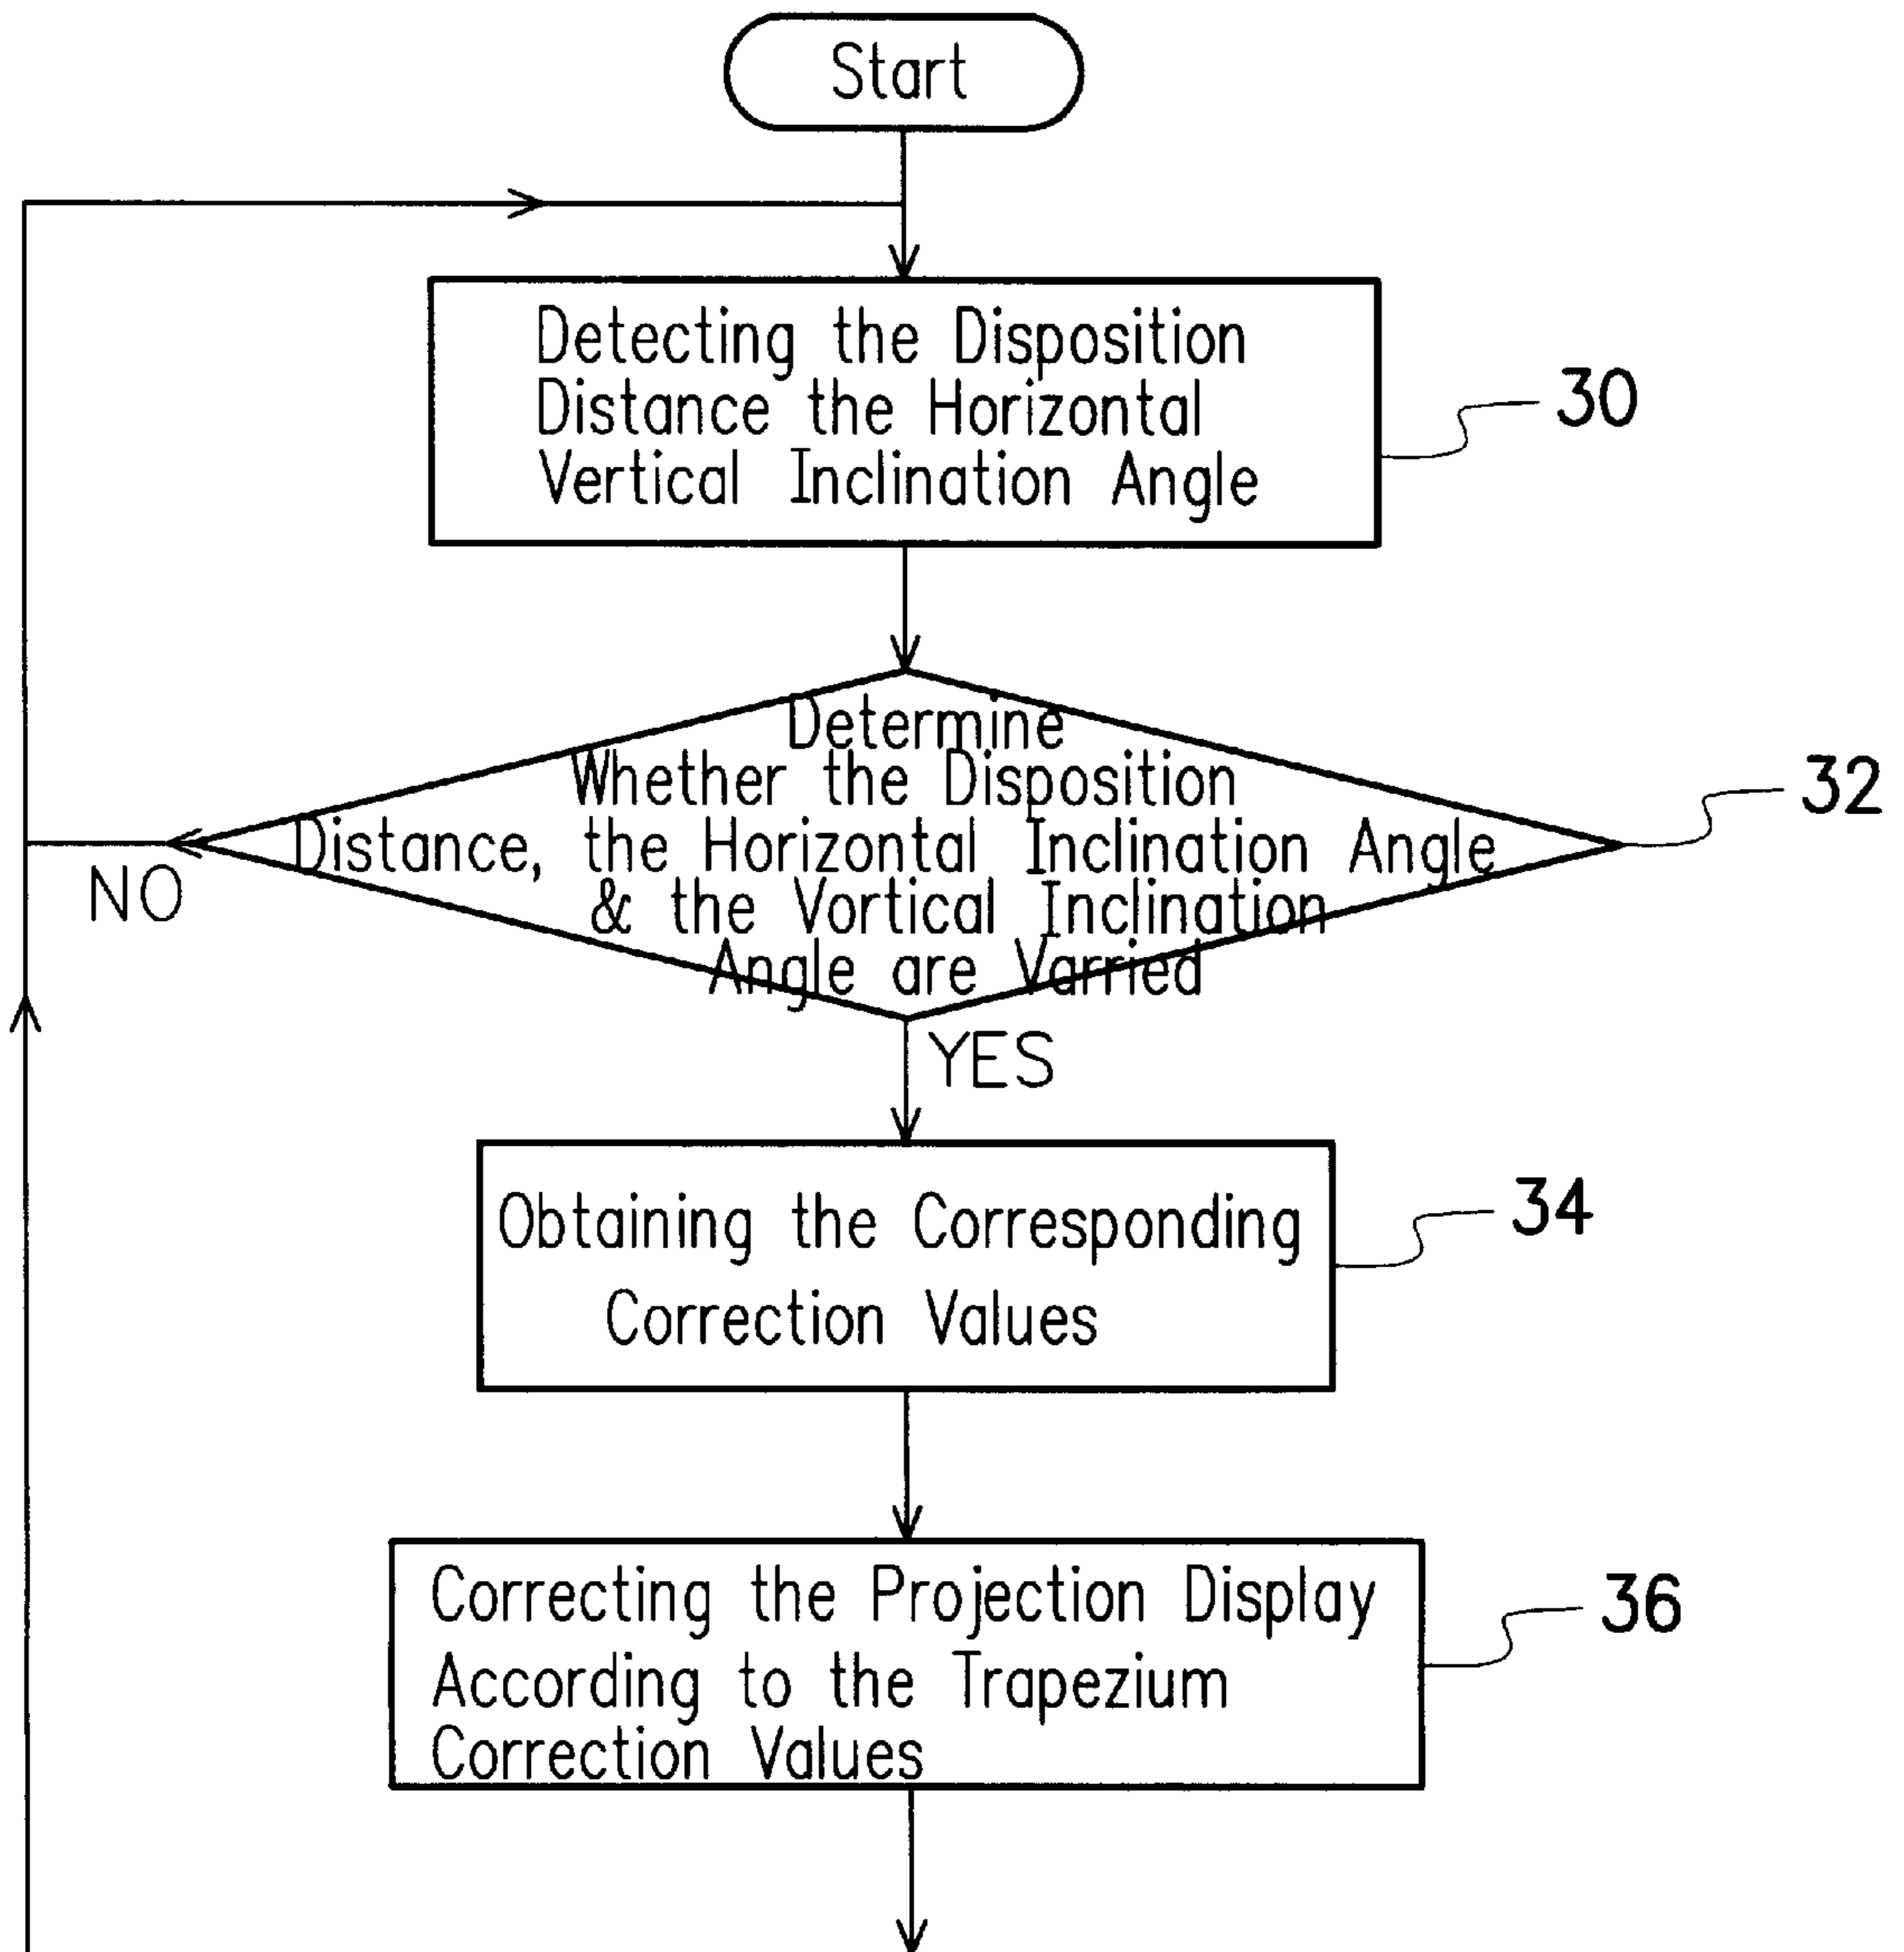 Start
Detecting the Disposition
Distance the Horizontal
Vertical Inclination Angle
30
Determine
Whether the Disposition
Distance, the Horizontal Inclination Angle
& the Vortical Inclination
Angle are Varried
32
NO
YES
Obtaining the Corresponding
Correction Values
34
Correcting the Projection Display
According to the Trapezium
Correction Values
36